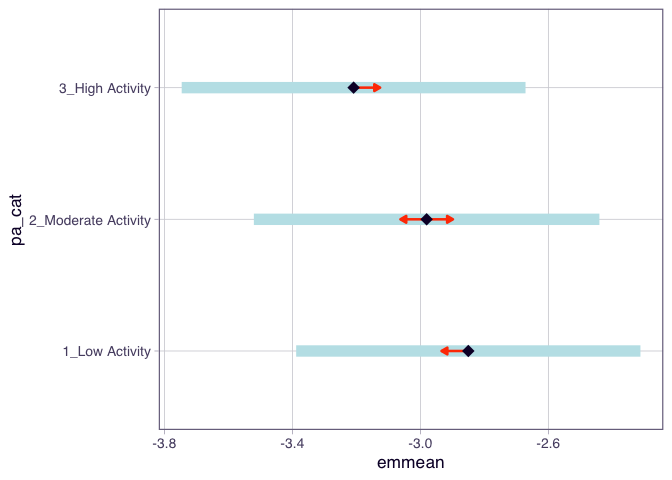 3_High Activity
pa_cat
2_Moderate Activity
1_Low Activity
-3.8 -3.4 -3.0 -2.6
emmean